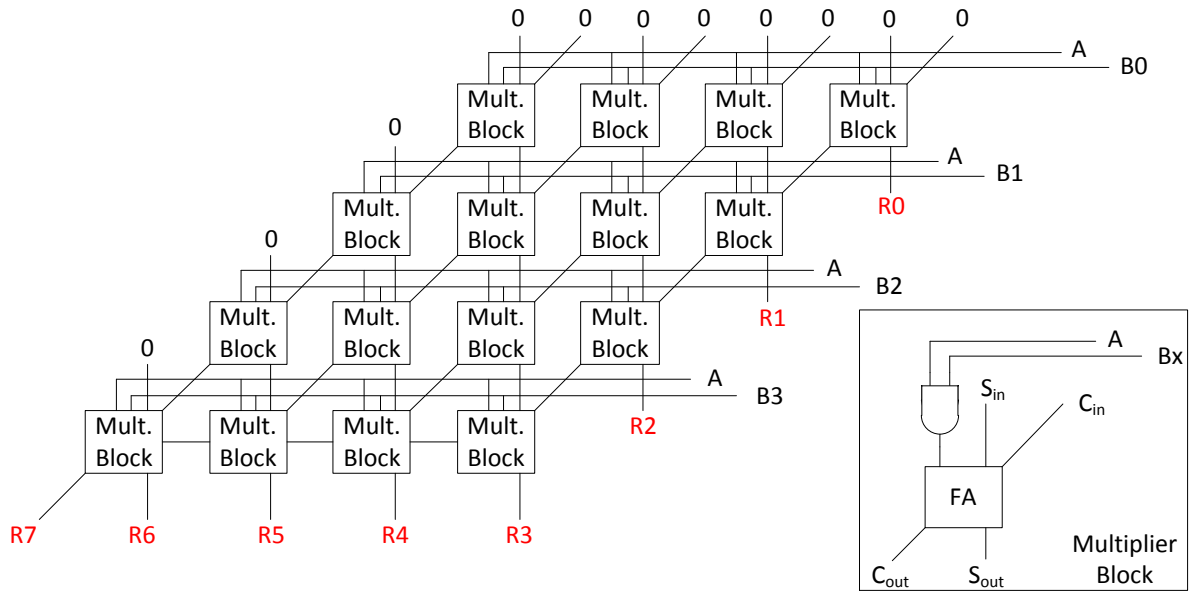 0 0 0 0 0 0 0 0
A
B0
Mult. Block Mult. Block Mult. Block Mult. Block
0
A
B1
Mult. Block Mult. Block Mult. Block Mult. Block
R0
0
A
B2
Mult. Block Mult. Block Mult. Block Mult. Block
R1
0
A
B3
Mult. Block Mult. Block Mult. Block Mult. Block
R2
R7 R6 R5 R4 R3
A
Bx
Sin
Cin
FA
Cout
Sout
Multiplier
Block